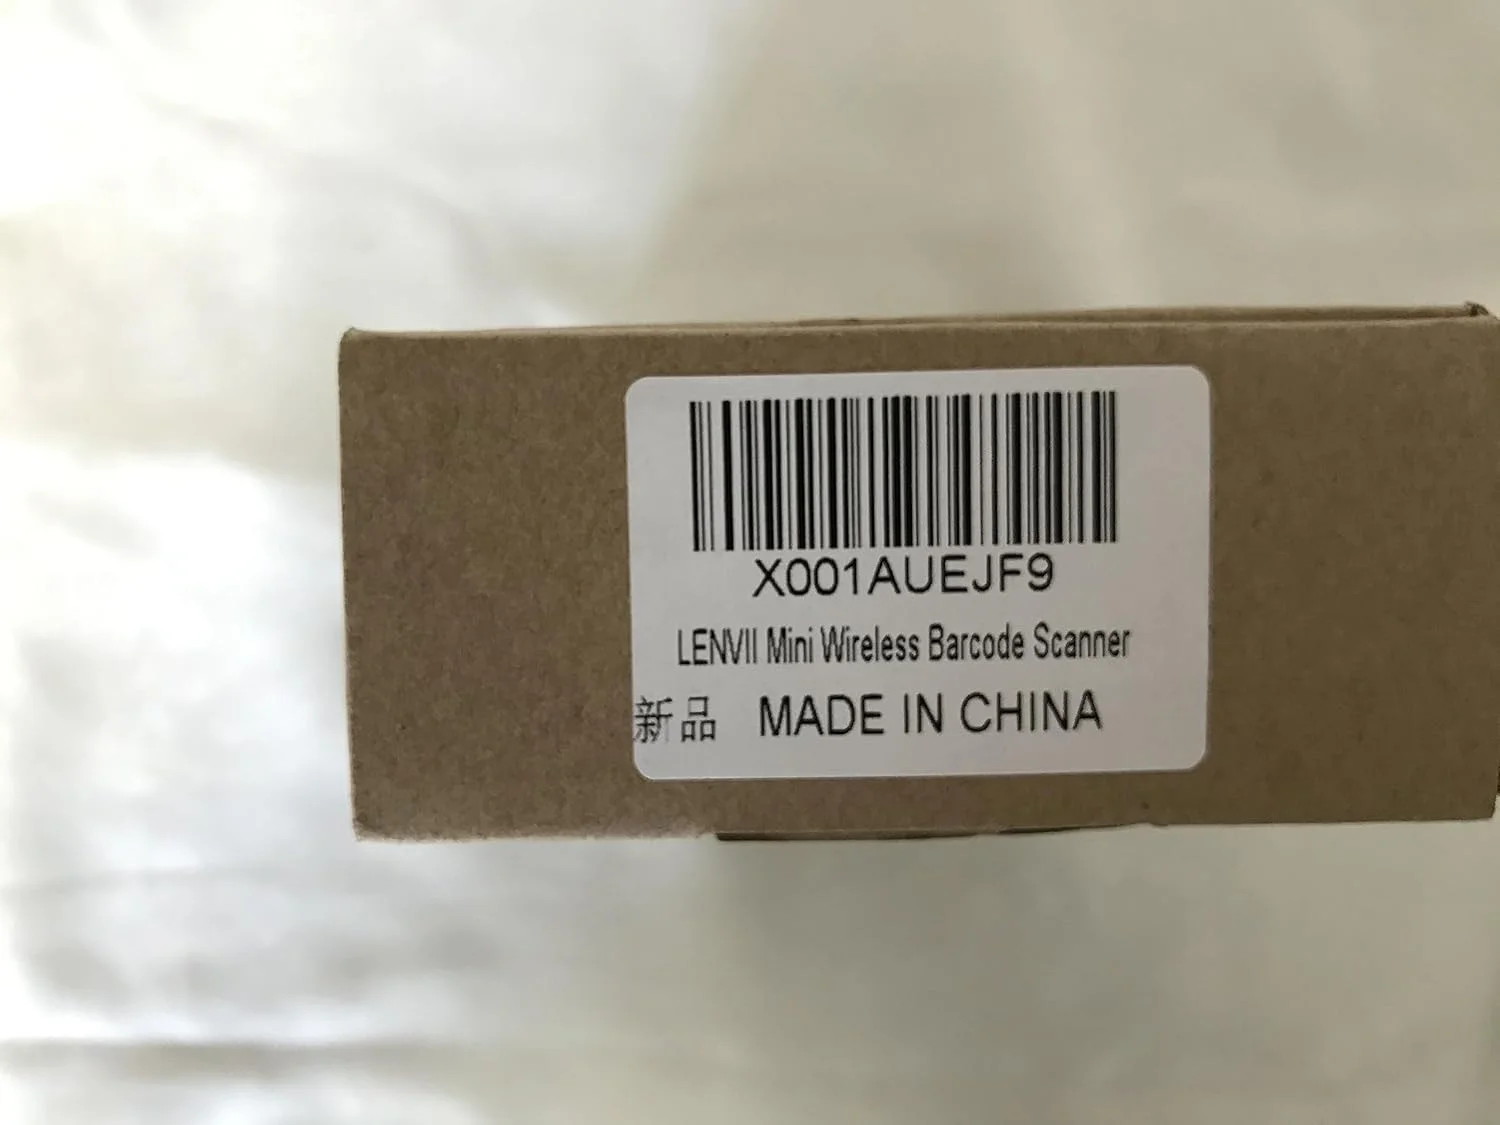 X001AUEJF9
LENVII Mini Wireless Barcode Scanner
新品 MADE IN CHINA